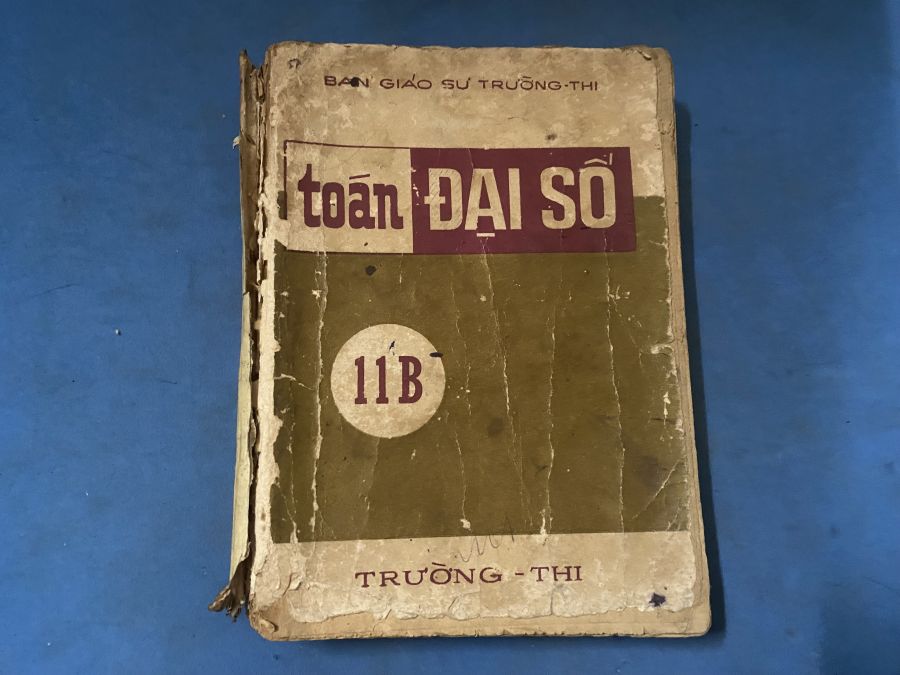 BAN GIÁO SƯ TRƯỜNG-THI
toán ĐẠI SỐ
11B
TRƯỜNG - THI